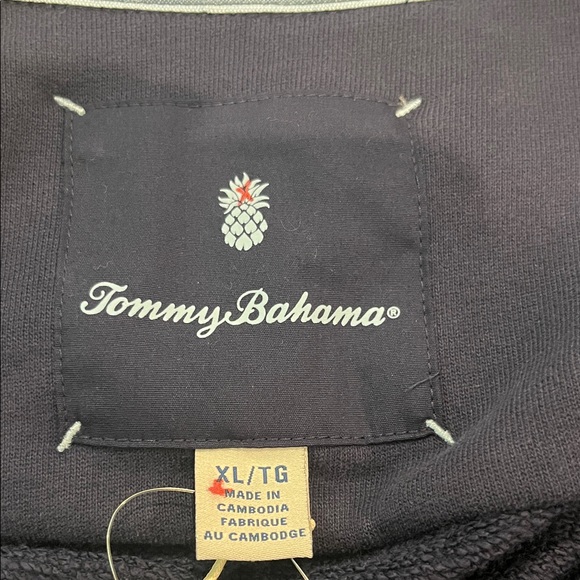 Tommy Bahama®
XL/TG
MADE IN
CAMBODIA
FABRIQUE
AU CAMBODGE